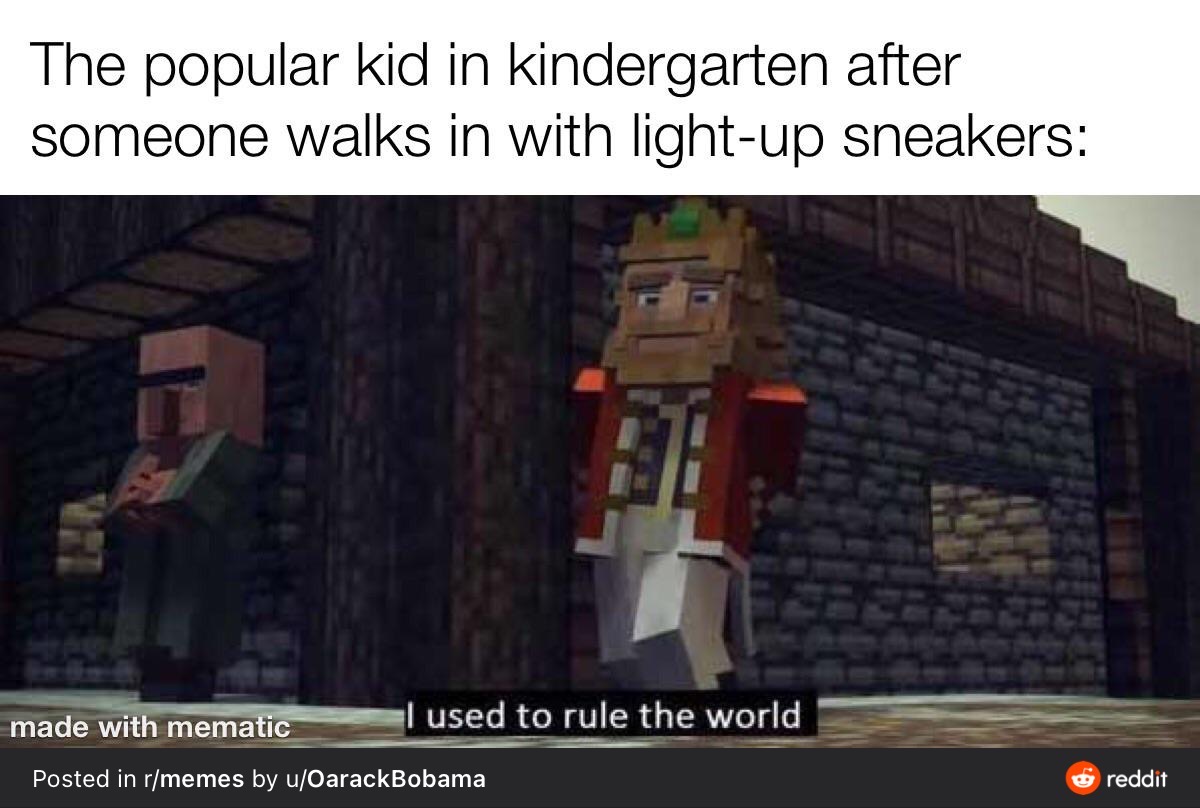 The popular kid in kindergarten after
someone walks in with light-up sneakers:
I used to rule the world
made with mematic
Posted in r/memes by u/OarackBobama
reddit